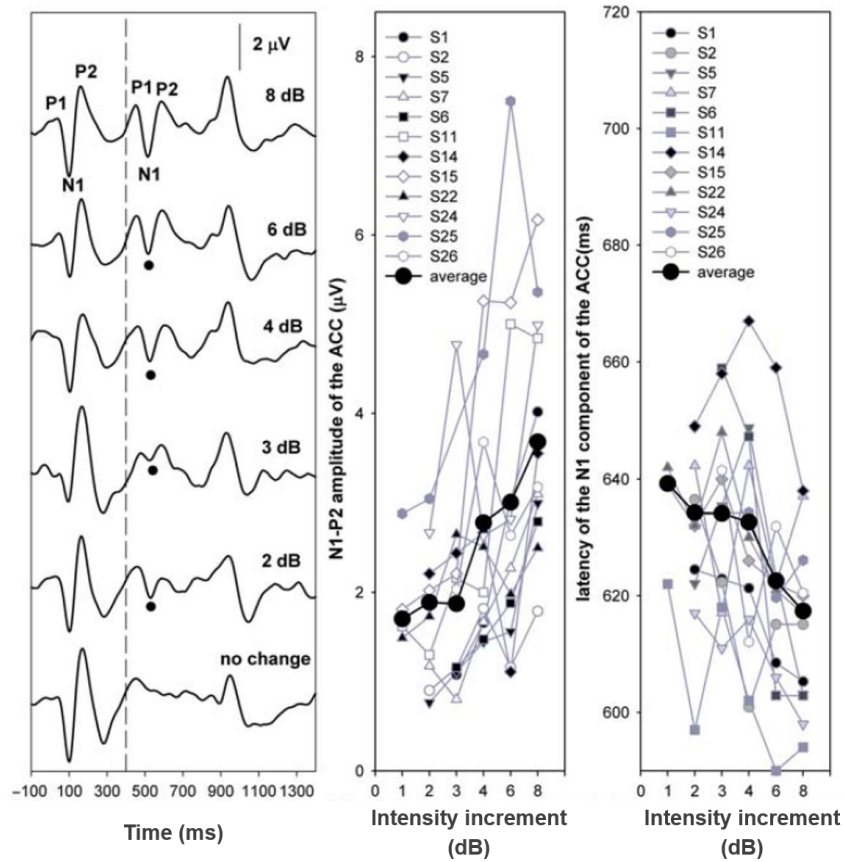 2 μV
P1
P2
P1
P2
8 dB
N1
N1
6 dB
4 dB
3 dB
2 dB
no change
−100 100 300 500 700 900 1100 1300
Time (ms)
N1-P2 amplitude of the ACC (μV)
8
6
4
2
0
S1
S2
S5
S7
S6
S11
S14
S15
S22
S24
S25
S26
average
0 1 2 3 4 6 8
Intensity increment
(dB)
latency of the N1 component of the ACC(ms)
720
700
680
660
640
620
600
S1
S2
S5
S7
S6
S11
S14
S15
S22
S24
S25
S26
average
0 1 2 3 4 6 8
Intensity increment
(dB)